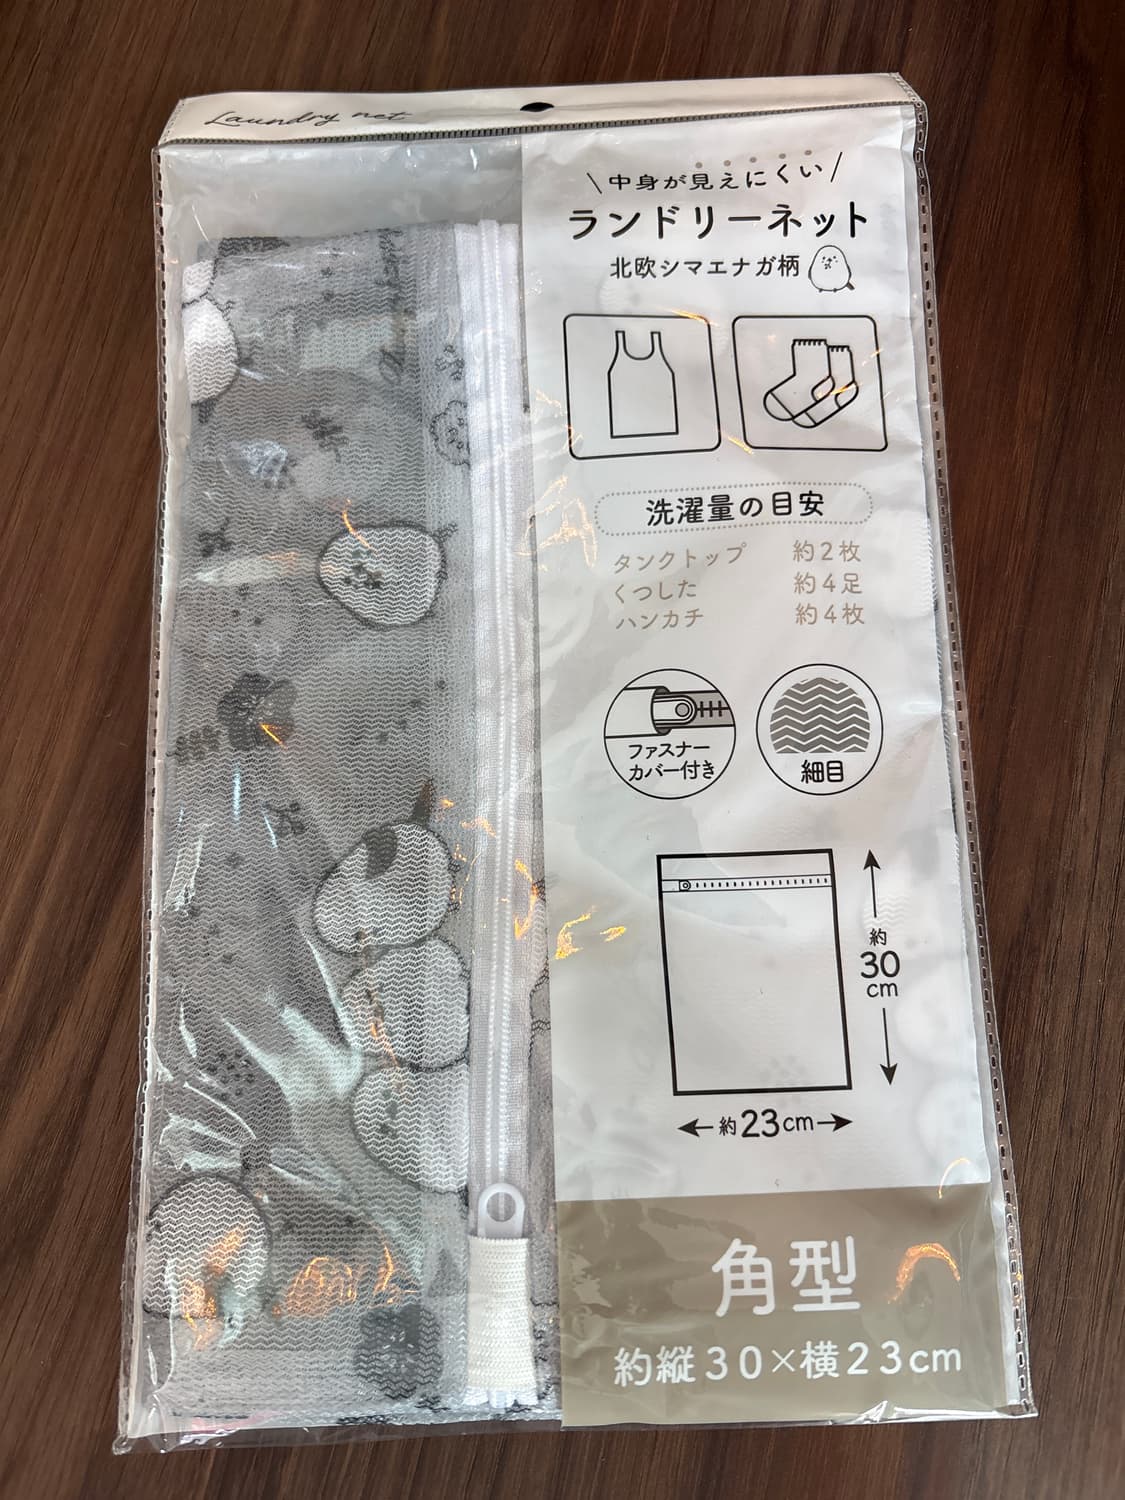 Laundry net
中身が見えにくい
ランドリーネット
北欧シマエナガ柄
洗濯量の目安
タンクトップ 約2枚
くつした 約4足
ハンカチ 約4枚
ファスナー
カバー付き
細目
約
30
cm
約23cm
角型
約縦30×横23cm